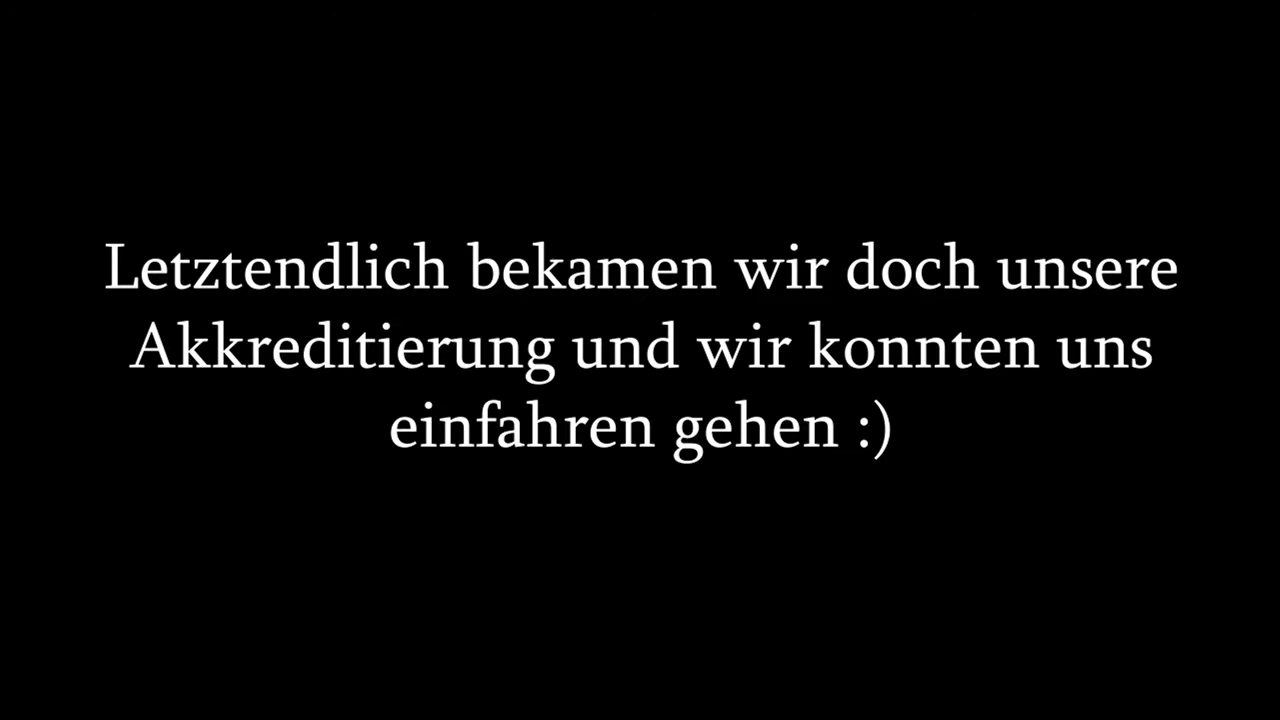 Letztendlich bekamen wir doch unsere
Akkreditierung und wir konnten uns
einfahren gehen :)